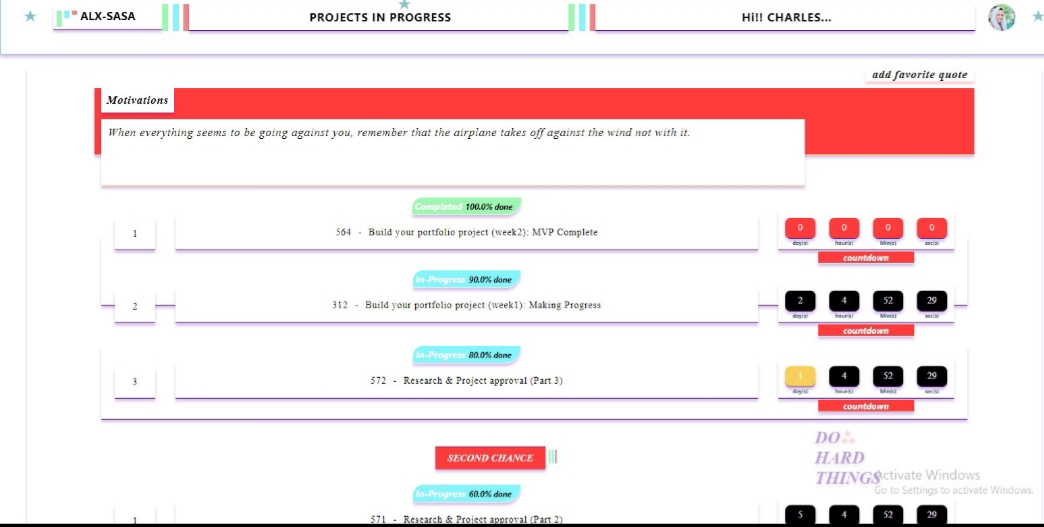 ALX-SASA
PROJECTS IN PROGRESS
Hi!! CHARLES...
add favorite quote
Motivations
When everything seems to be going against you, remember that the airplane takes off against the wind not with it.
Completed 100.0% done
1
564 - Build your portfolio project (week2): MVP Complete
0 0 0 0
day(s) hour(s) Min(s) sec(s)
countdown
In-Progress 90.0% done
2
312 - Build your portfolio project (week1): Making Progress
2 4 52 29
day(s) hour(s) Min(s) sec(s)
countdown
In-Progress 80.0% done
3
572 - Research & Project approval (Part 3)
1 4 52 29
day(s) hour(s) Min(s) sec(s)
countdown
DO
HARD
THINGS
SECOND CHANCE
Activate Windows
Go to Settings to activate Windows.
In-Progress 60.0% done
1
571 - Research & Project approval (Part 2)
5 4 52 29